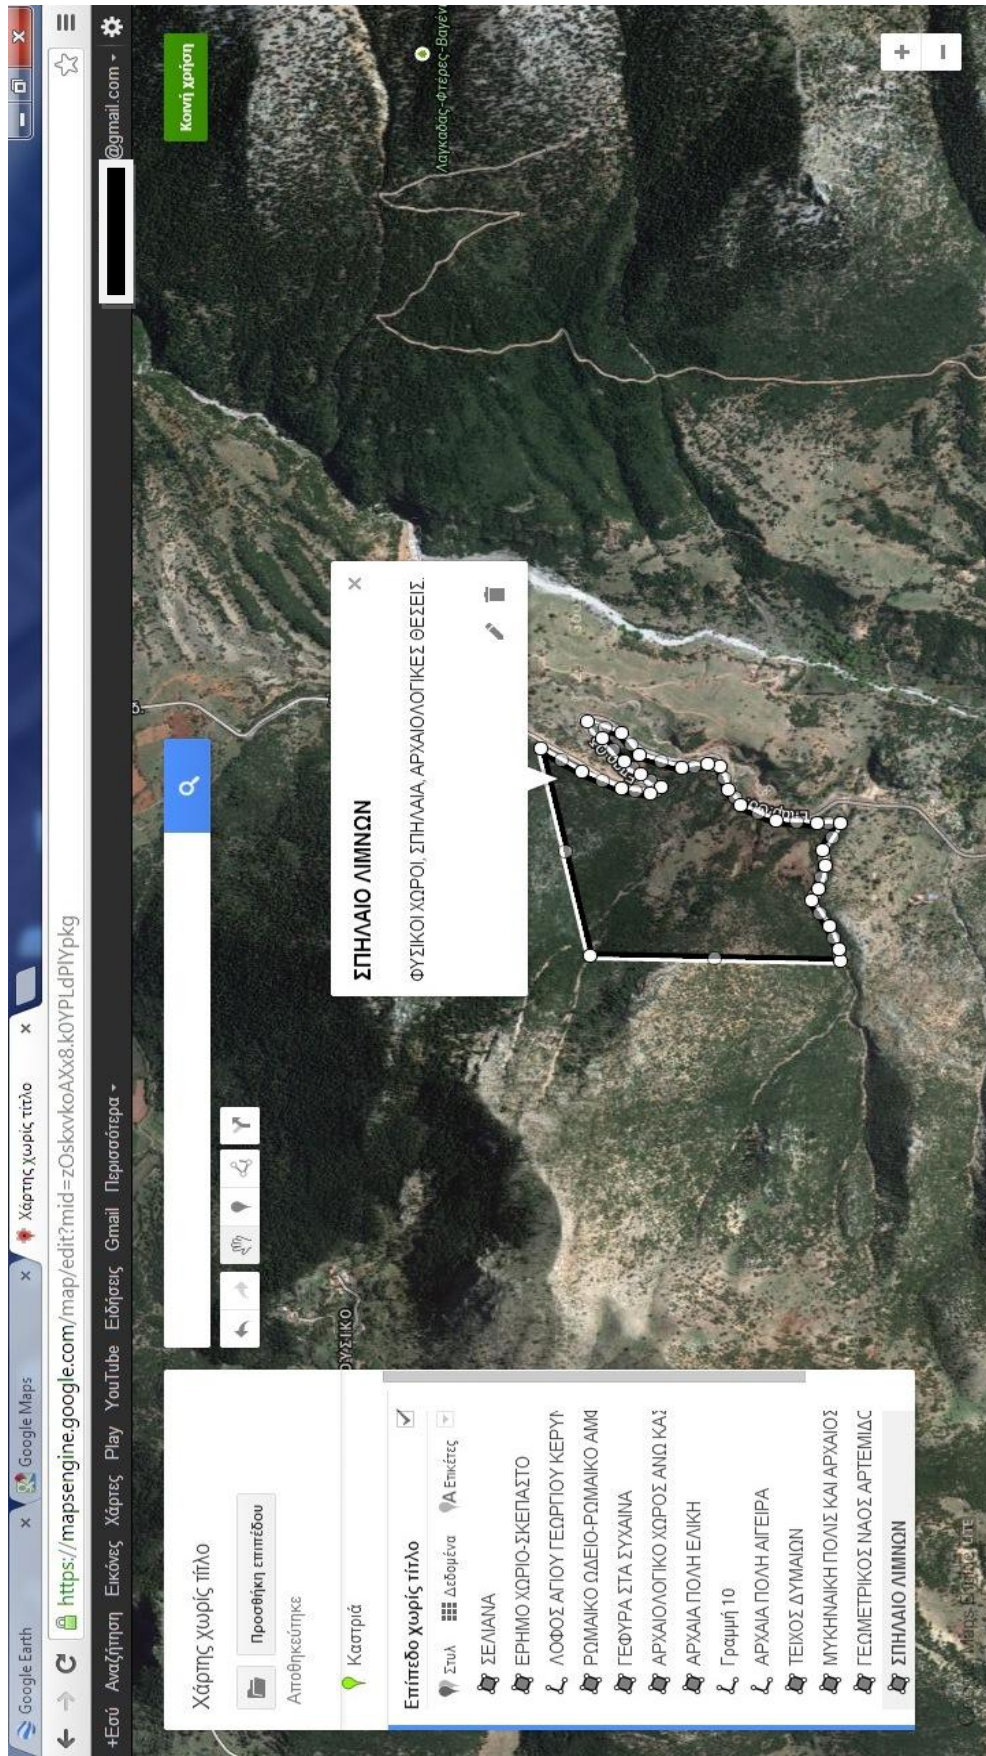 Google Earth
Google Maps
Χάρτης χωρίς τίτλο
https://mapsengine.google.com/map/edit?mid=zOskxvkoAXx8.k0YPLdPlYpkg
+Εσύ Αναζήτηση Εικόνες Χάρτες Play YouTube Ειδήσεις Gmail Περισσότερα
@gmail.com
Χάρτης χωρίς τίτλο
Προσθήκη επιπέδου
Αποθηκεύτηκε
Κοινή χρήση
Καστριά
Επίπεδο χωρίς τίτλο
Στυλ Δεδομένα Ετικέτες
ΣΕΛΙΑΝΑ
ΕΡΗΜΟ ΧΩΡΙΟ-ΣΚΕΠΑΣΤΟ
ΛΟΦΟΣ ΑΓΙΟΥ ΓΕΩΡΓΙΟΥ ΚΕΡΥΝ
ΡΩΜΑΙΚΟ ΩΔΕΙΟ-ΡΩΜΑΙΚΟ ΑΜΦ
ΓΕΦΥΡΑ ΣΤΑ ΣΥΧΑΙΝΑ
ΑΡΧΑΙΟΛΟΓΙΚΟ ΧΩΡΟΣ ΑΝΩ ΚΑΣ
ΑΡΧΑΙΑ ΠΟΛΗ ΕΛΙΚΗ
Γραμμή 10
ΑΡΧΑΙΑ ΠΟΛΗ ΑΙΓΕΙΡΑ
ΤΕΙΧΟΣ ΔΥΜΑΙΩΝ
ΜΥΚΗΝΑΙΚΗ ΠΟΛΙΣ ΚΑΙ ΑΡΧΑΙΟΣ
ΓΕΩΜΕΤΡΙΚΟΣ ΝΑΟΣ ΑΡΤΕΜΙΔΟ
ΣΠΗΛΑΙΟ ΛΙΜΝΩΝ
ΣΠΗΛΑΙΟ ΛΙΜΝΩΝ
ΦΥΣΙΚΟΙ ΧΩΡΟΙ, ΣΠΗΛΑΙΑ, ΑΡΧΑΙΟΛΟΓΙΚΕΣ ΘΕΣΕΙΣ.
Λαγκαδάς-Φτέρες-Βαγέν